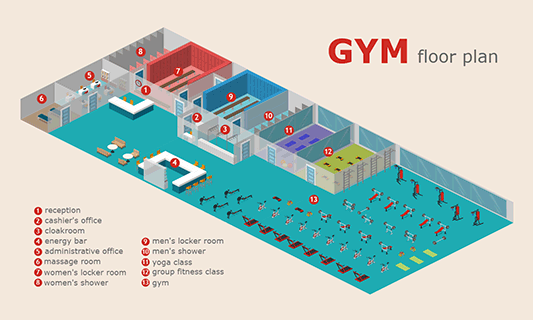 GYM floor plan
8
5
7
1
6
9
2
10
3
11
12
4
13
1 reception
2 cashier's office
3 cloakroom
4 energy bar
5 administrative office
6 massage room
7 women's locker room
8 women's shower
9 men's locker room
10 men's shower
11 yoga class
12 group fitness class
13 gym